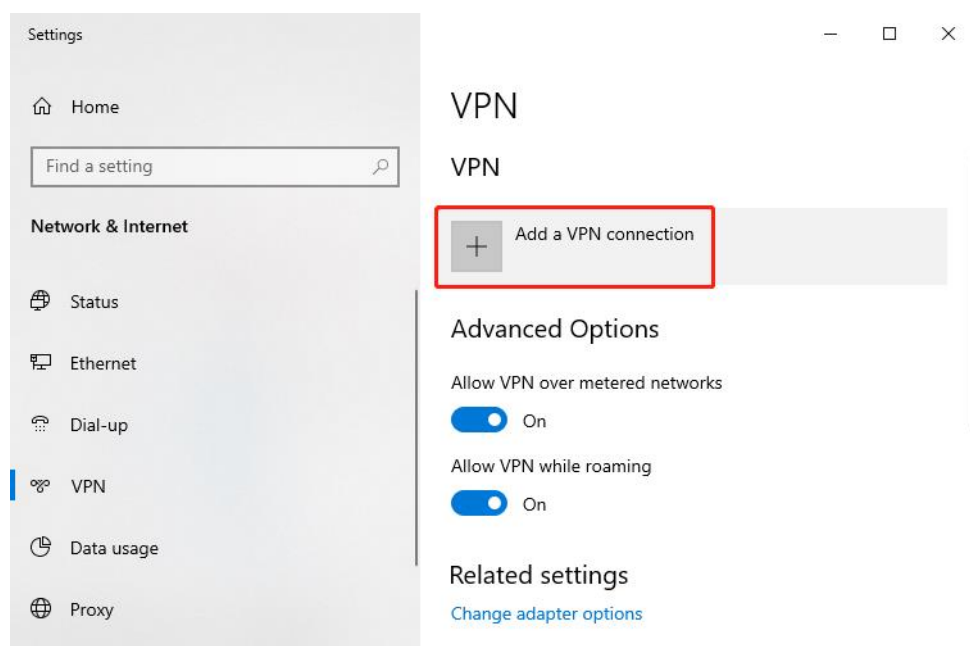 Settings
Home
Find a setting
Network & Internet
Status
Ethernet
Dial-up
VPN
Data usage
Proxy
VPN
VPN
Add a VPN connection
Advanced Options
Allow VPN over metered networks
On
Allow VPN while roaming
On
Related settings
Change adapter options